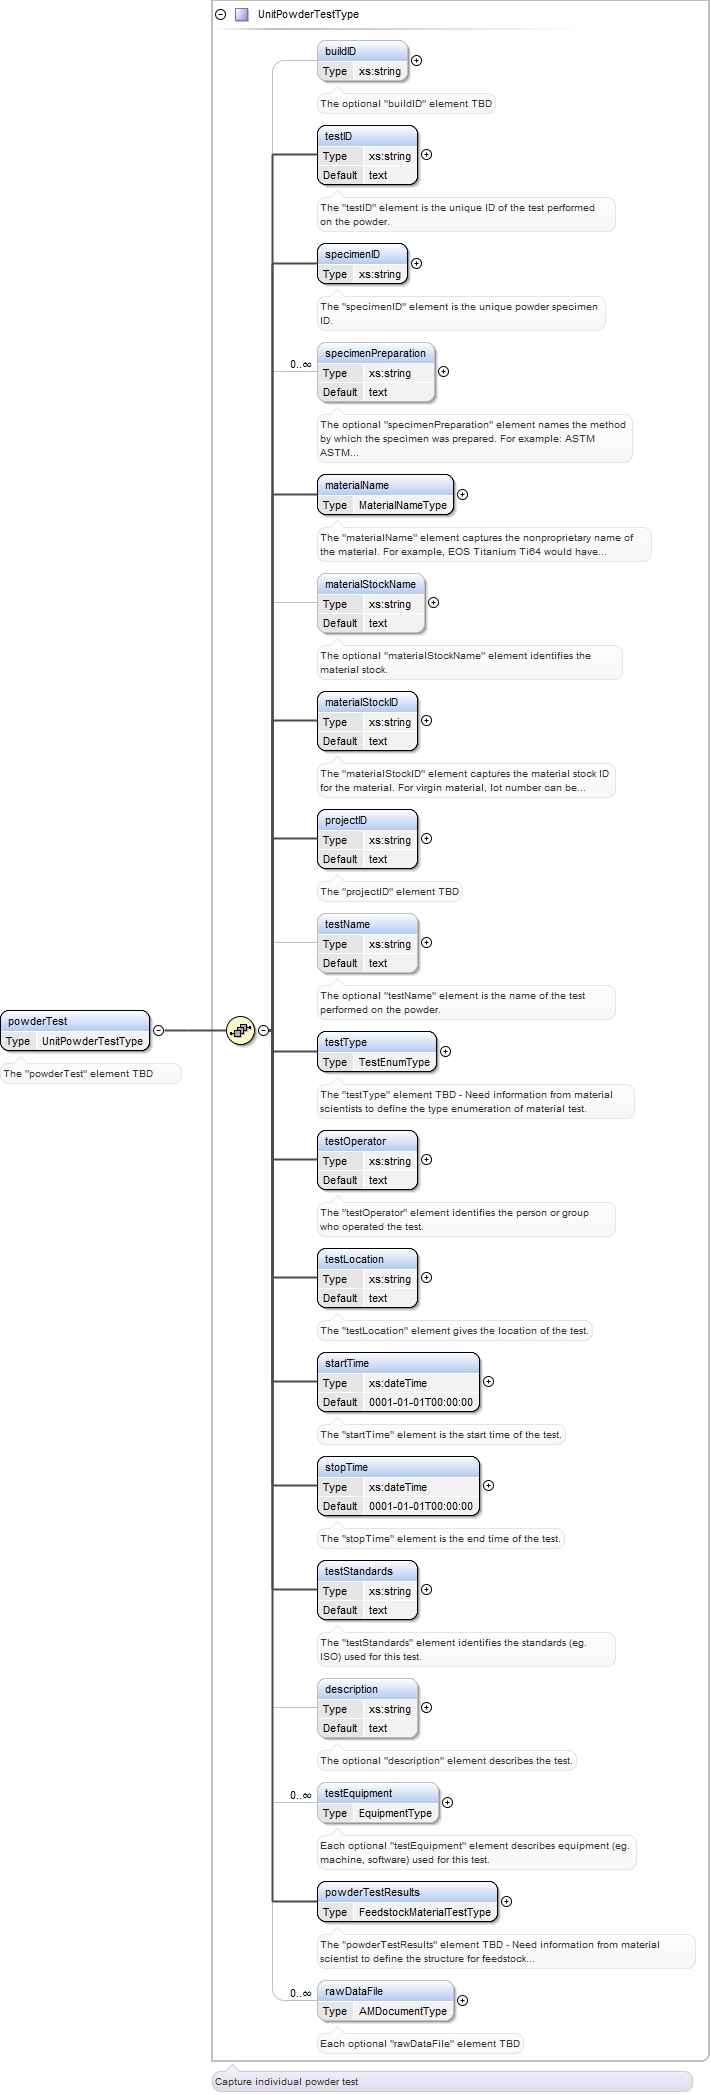 UnitPowderTestType
buildID
Type xs:string
The optional "buildID" element TBD
testID
Type xs:string
Default text
The "testID" element is the unique ID of the test performed
on the powder.
specimenID
Type xs:string
The "specimenID" element is the unique powder specimen
ID.
0..∞
specimenPreparation
Type xs:string
Default text
The optional "specimenPreparation" element names the method
by which the specimen was prepared. For example: ASTM
ASTM...
materialName
Type MaterialNameType
The "materialName" element captures the nonproprietary name of
the material. For example, EOS Titanium Ti64 would have...
materialStockName
Type xs:string
Default text
The optional "materialStockName" element identifies the
material stock.
materialStockID
Type xs:string
Default text
The "materialStockID" element captures the material stock ID
for the material. For virgin material, lot number can be...
projectID
Type xs:string
Default text
The "projectID" element TBD
testName
Type xs:string
Default text
The optional "testName" element is the name of the test
performed on the powder.
powderTest
Type UnitPowderTestType
The "powderTest" element TBD
testType
Type TestEnumType
The "testType" element TBD - Need information from material
scientists to define the type enumeration of material test.
testOperator
Type xs:string
Default text
The "testOperator" element identifies the person or group
who operated the test.
testLocation
Type xs:string
Default text
The "testLocation" element gives the location of the test.
startTime
Type xs:dateTime
Default 0001-01-01T00:00:00
The "startTime" element is the start time of the test.
stopTime
Type xs:dateTime
Default 0001-01-01T00:00:00
The "stopTime" element is the end time of the test.
testStandards
Type xs:string
Default text
The "testStandards" element identifies the standards (eg.
ISO) used for this test.
description
Type xs:string
Default text
The optional "description" element describes the test.
0..∞
testEquipment
Type EquipmentType
Each optional "testEquipment" element describes equipment (eg.
machine, software) used for this test.
powderTestResults
Type FeedstockMaterialTestType
The "powderTestResults" element TBD - Need information from material
scientist to define the structure for feedstock...
0..∞
rawDataFile
Type AMDocumentType
Each optional "rawDataFile" element TBD
Capture individual powder test